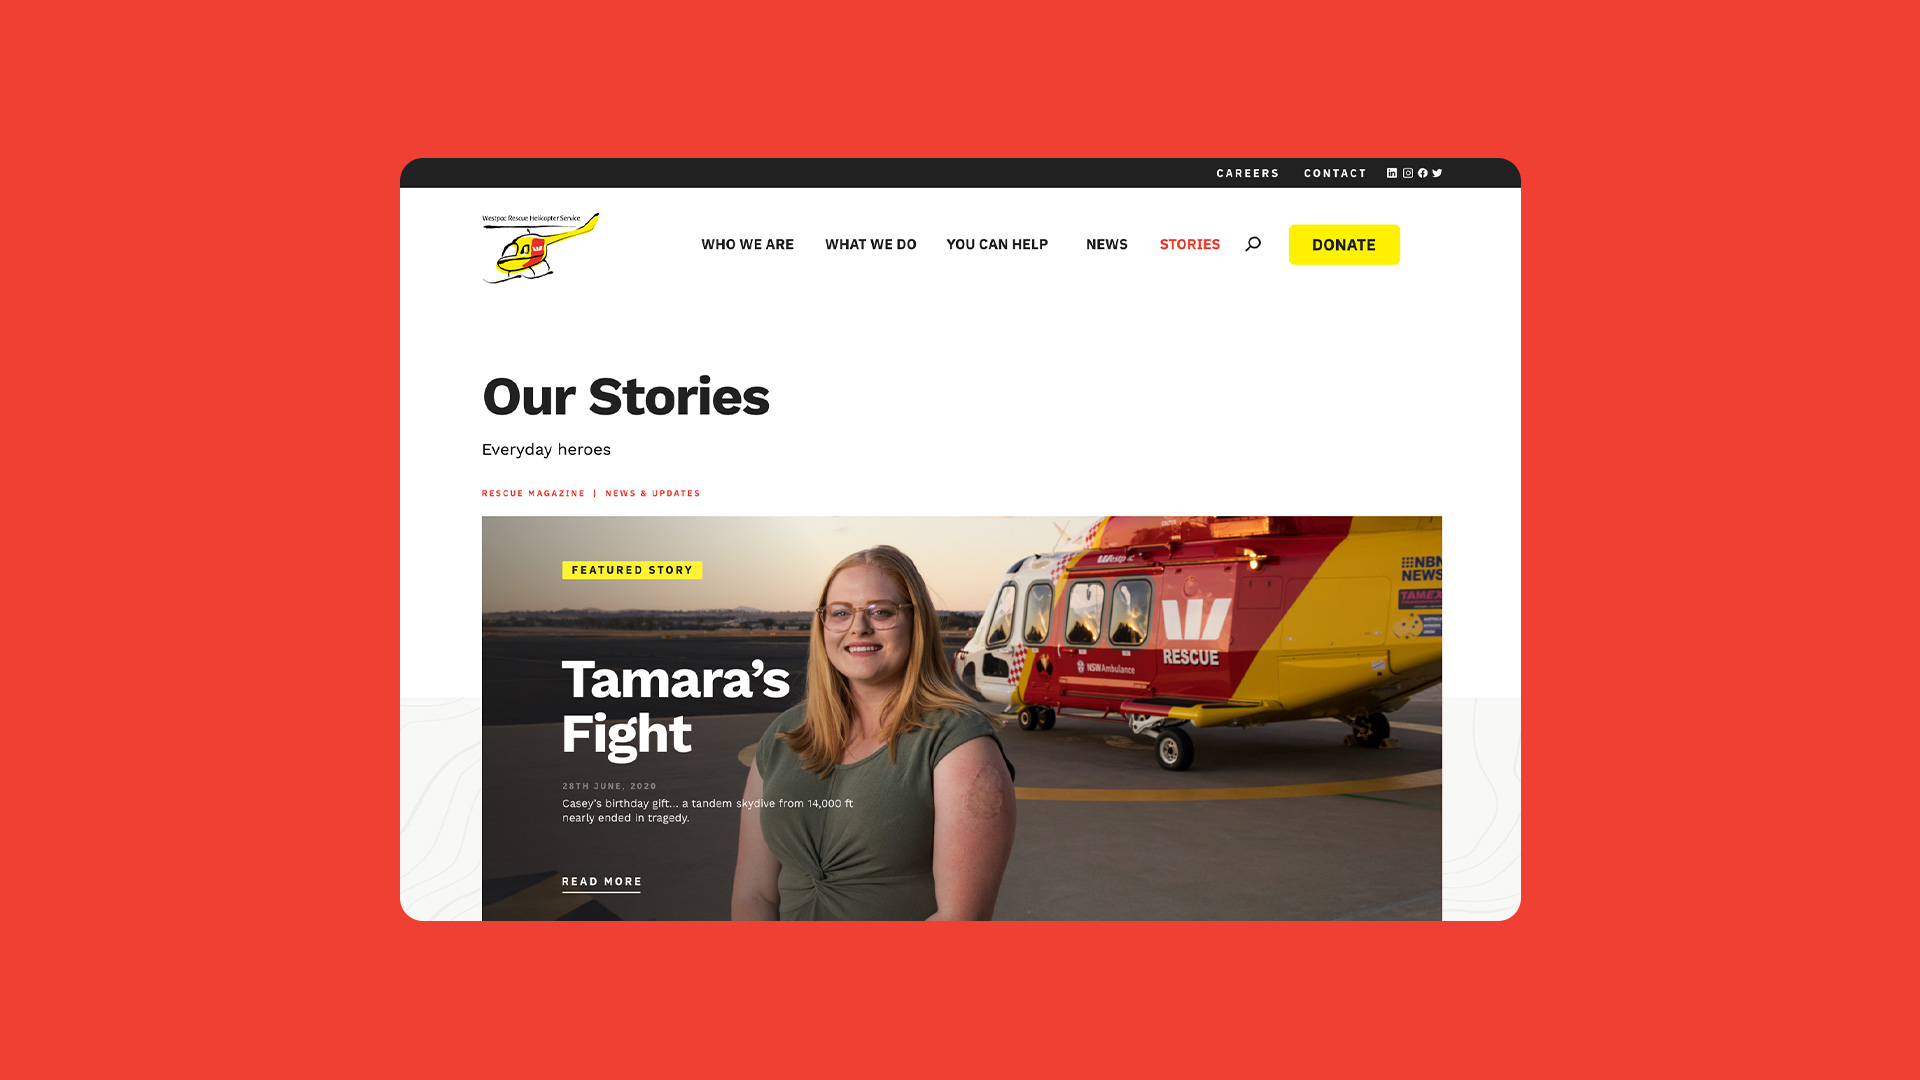 CAREERS CONTACT
Westpac Rescue Helicopter Service
WHO WE ARE WHAT WE DO YOU CAN HELP NEWS STORIES DONATE
Our Stories
Everyday heroes
RESCUE MAGAZINE | NEWS & UPDATES
FEATURED STORY
Westpac
NBN
NEWS
TAMEX
RESCUE
NSW Ambulance
Tamara's
Fight
28TH JUNE, 2020
Casey's birthday gift... a tandem skydive from 14,000 ft
nearly ended in tragedy.
READ MORE